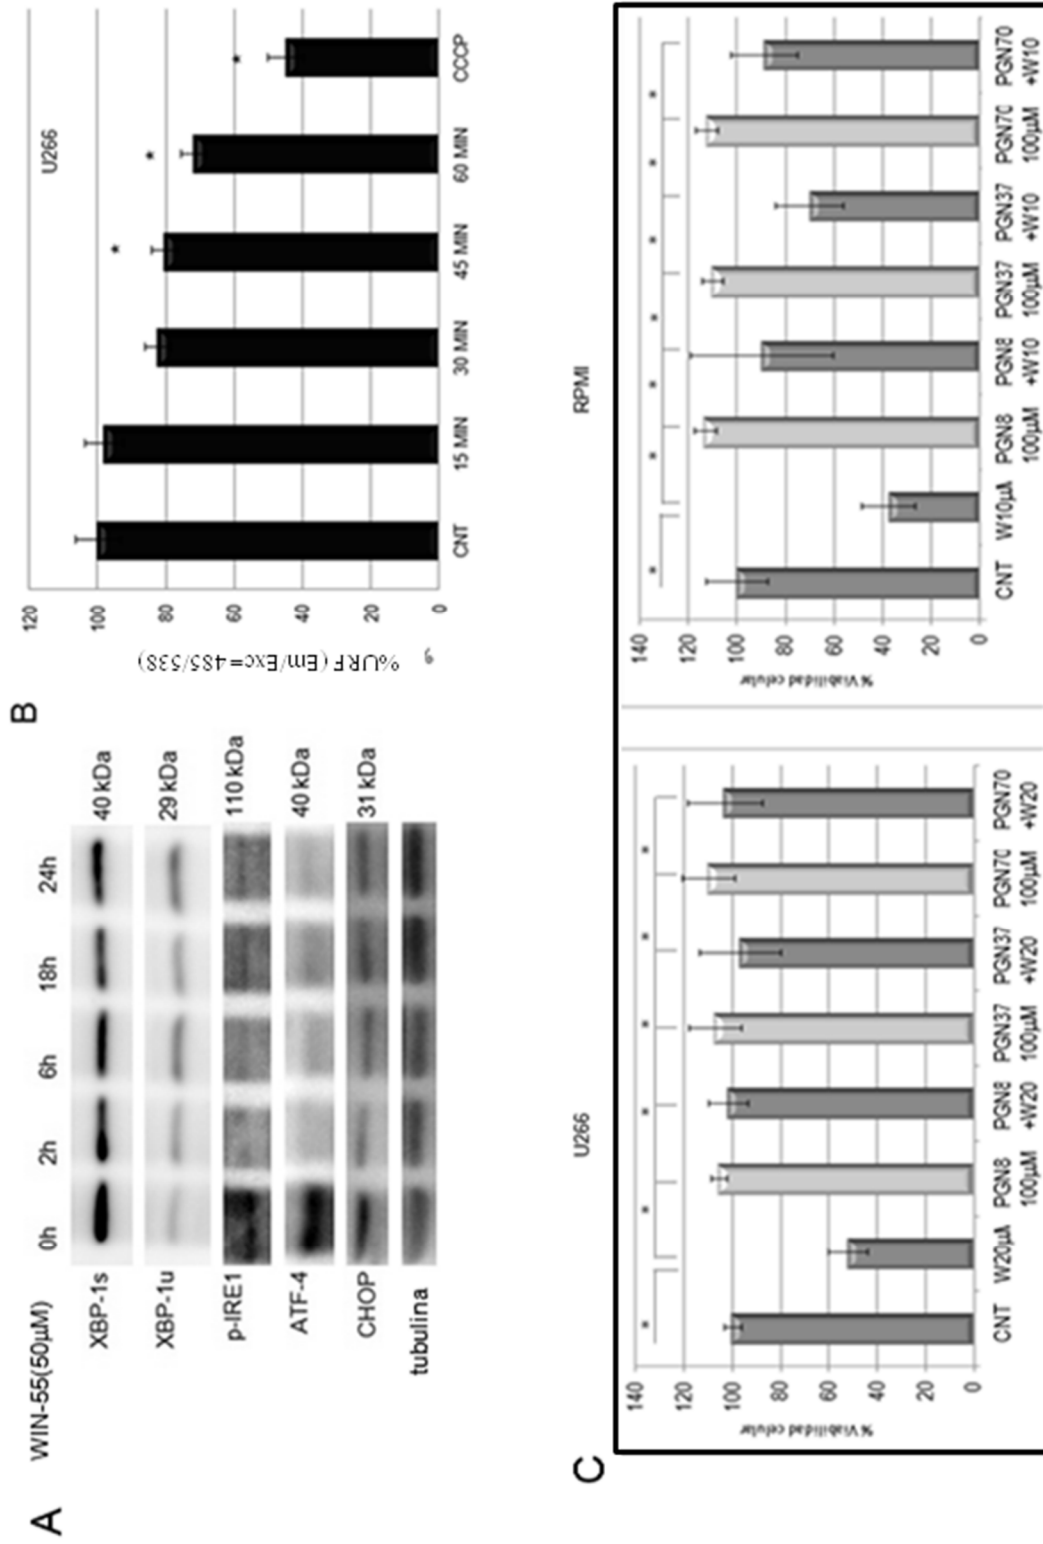 A
WIN-55(50µM)
0h 2h 6h 18h 24h
XBP-1s 40 kDa
XBP-1u 29 kDa
p-IRE1 110 kDa
ATF-4 40 kDa
CHOP 31 kDa
tubulina
B
U266
%URF (Em/Exc=485/538)
120
100
80
60
40
20
0
* * *
CNT 15 MIN 30 MIN 45 MIN 60 MIN CCCP
C
U266
% Viabilidad celular
140
120
100
80
60
40
20
0
CNT W20µM PGN8 PGN8 PGN37 PGN37 PGN70 PGN70
100µM +W20 100µM +W20 100µM +W20
RPMI
% Viabilidad celular
140
120
100
80
60
40
20
0
CNT W10µM PGN8 PGN8 PGN37 PGN37 PGN70 PGN70
100µM +W10 100µM +W10 100µM +W10